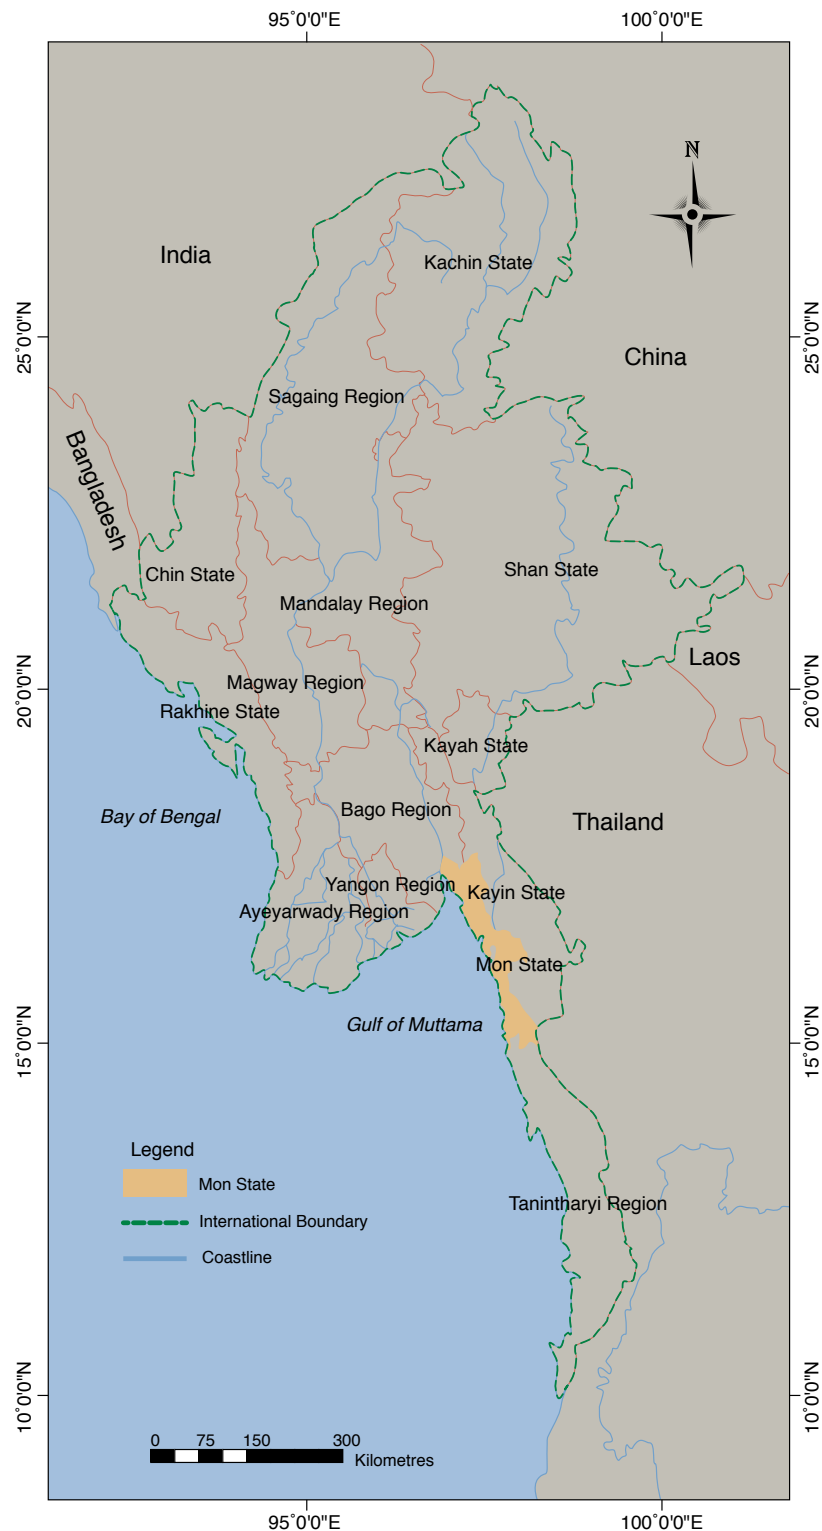 95˚0'0"E
100˚0'0"E
N
India
Kachin State
25˚0'0"N
25˚0'0"N
China
Sagaing Region
Bangladesh
Chin State
Shan State
Mandalay Region
Laos
20˚0'0"N
20˚0'0"N
Magway Region
Rakhine State
Kayah State
Bay of Bengal
Bago Region
Thailand
Yangon Region
Kayin State
Ayeyarwady Region
Mon State
Gulf of Muttama
15˚0'0"N
15˚0'0"N
Legend
Mon State
International Boundary
Coastline
Tanintharyi Region
10˚0'0"N
10˚0'0"N
0 75 150 300
Kilometres
95˚0'0"E
100˚0'0"E